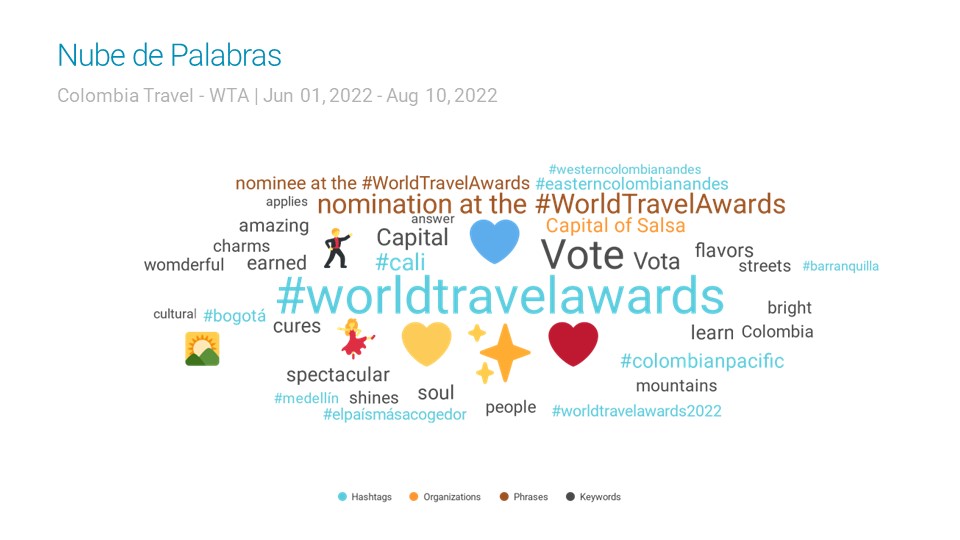 Nube de Palabras
Colombia Travel - WTA | Jun 01, 2022 - Aug 10, 2022
#westerncolombianandes
nominee at the #WorldTravelAwards #easterncolombianandes
applies nomination at the #WorldTravelAwards
answer
amazing Capital Capital of Salsa
charms Vote Vota flavors
womderful earned #cali streets #barranquilla
#worldtravelawards
cultural #bogotá bright
cures learn Colombia
#colombianpacific
spectacular mountains
#medellín shines soul
people #worldtravelawards2022
#elpaísmásacogedor
Hashtags Organizations Phrases Keywords